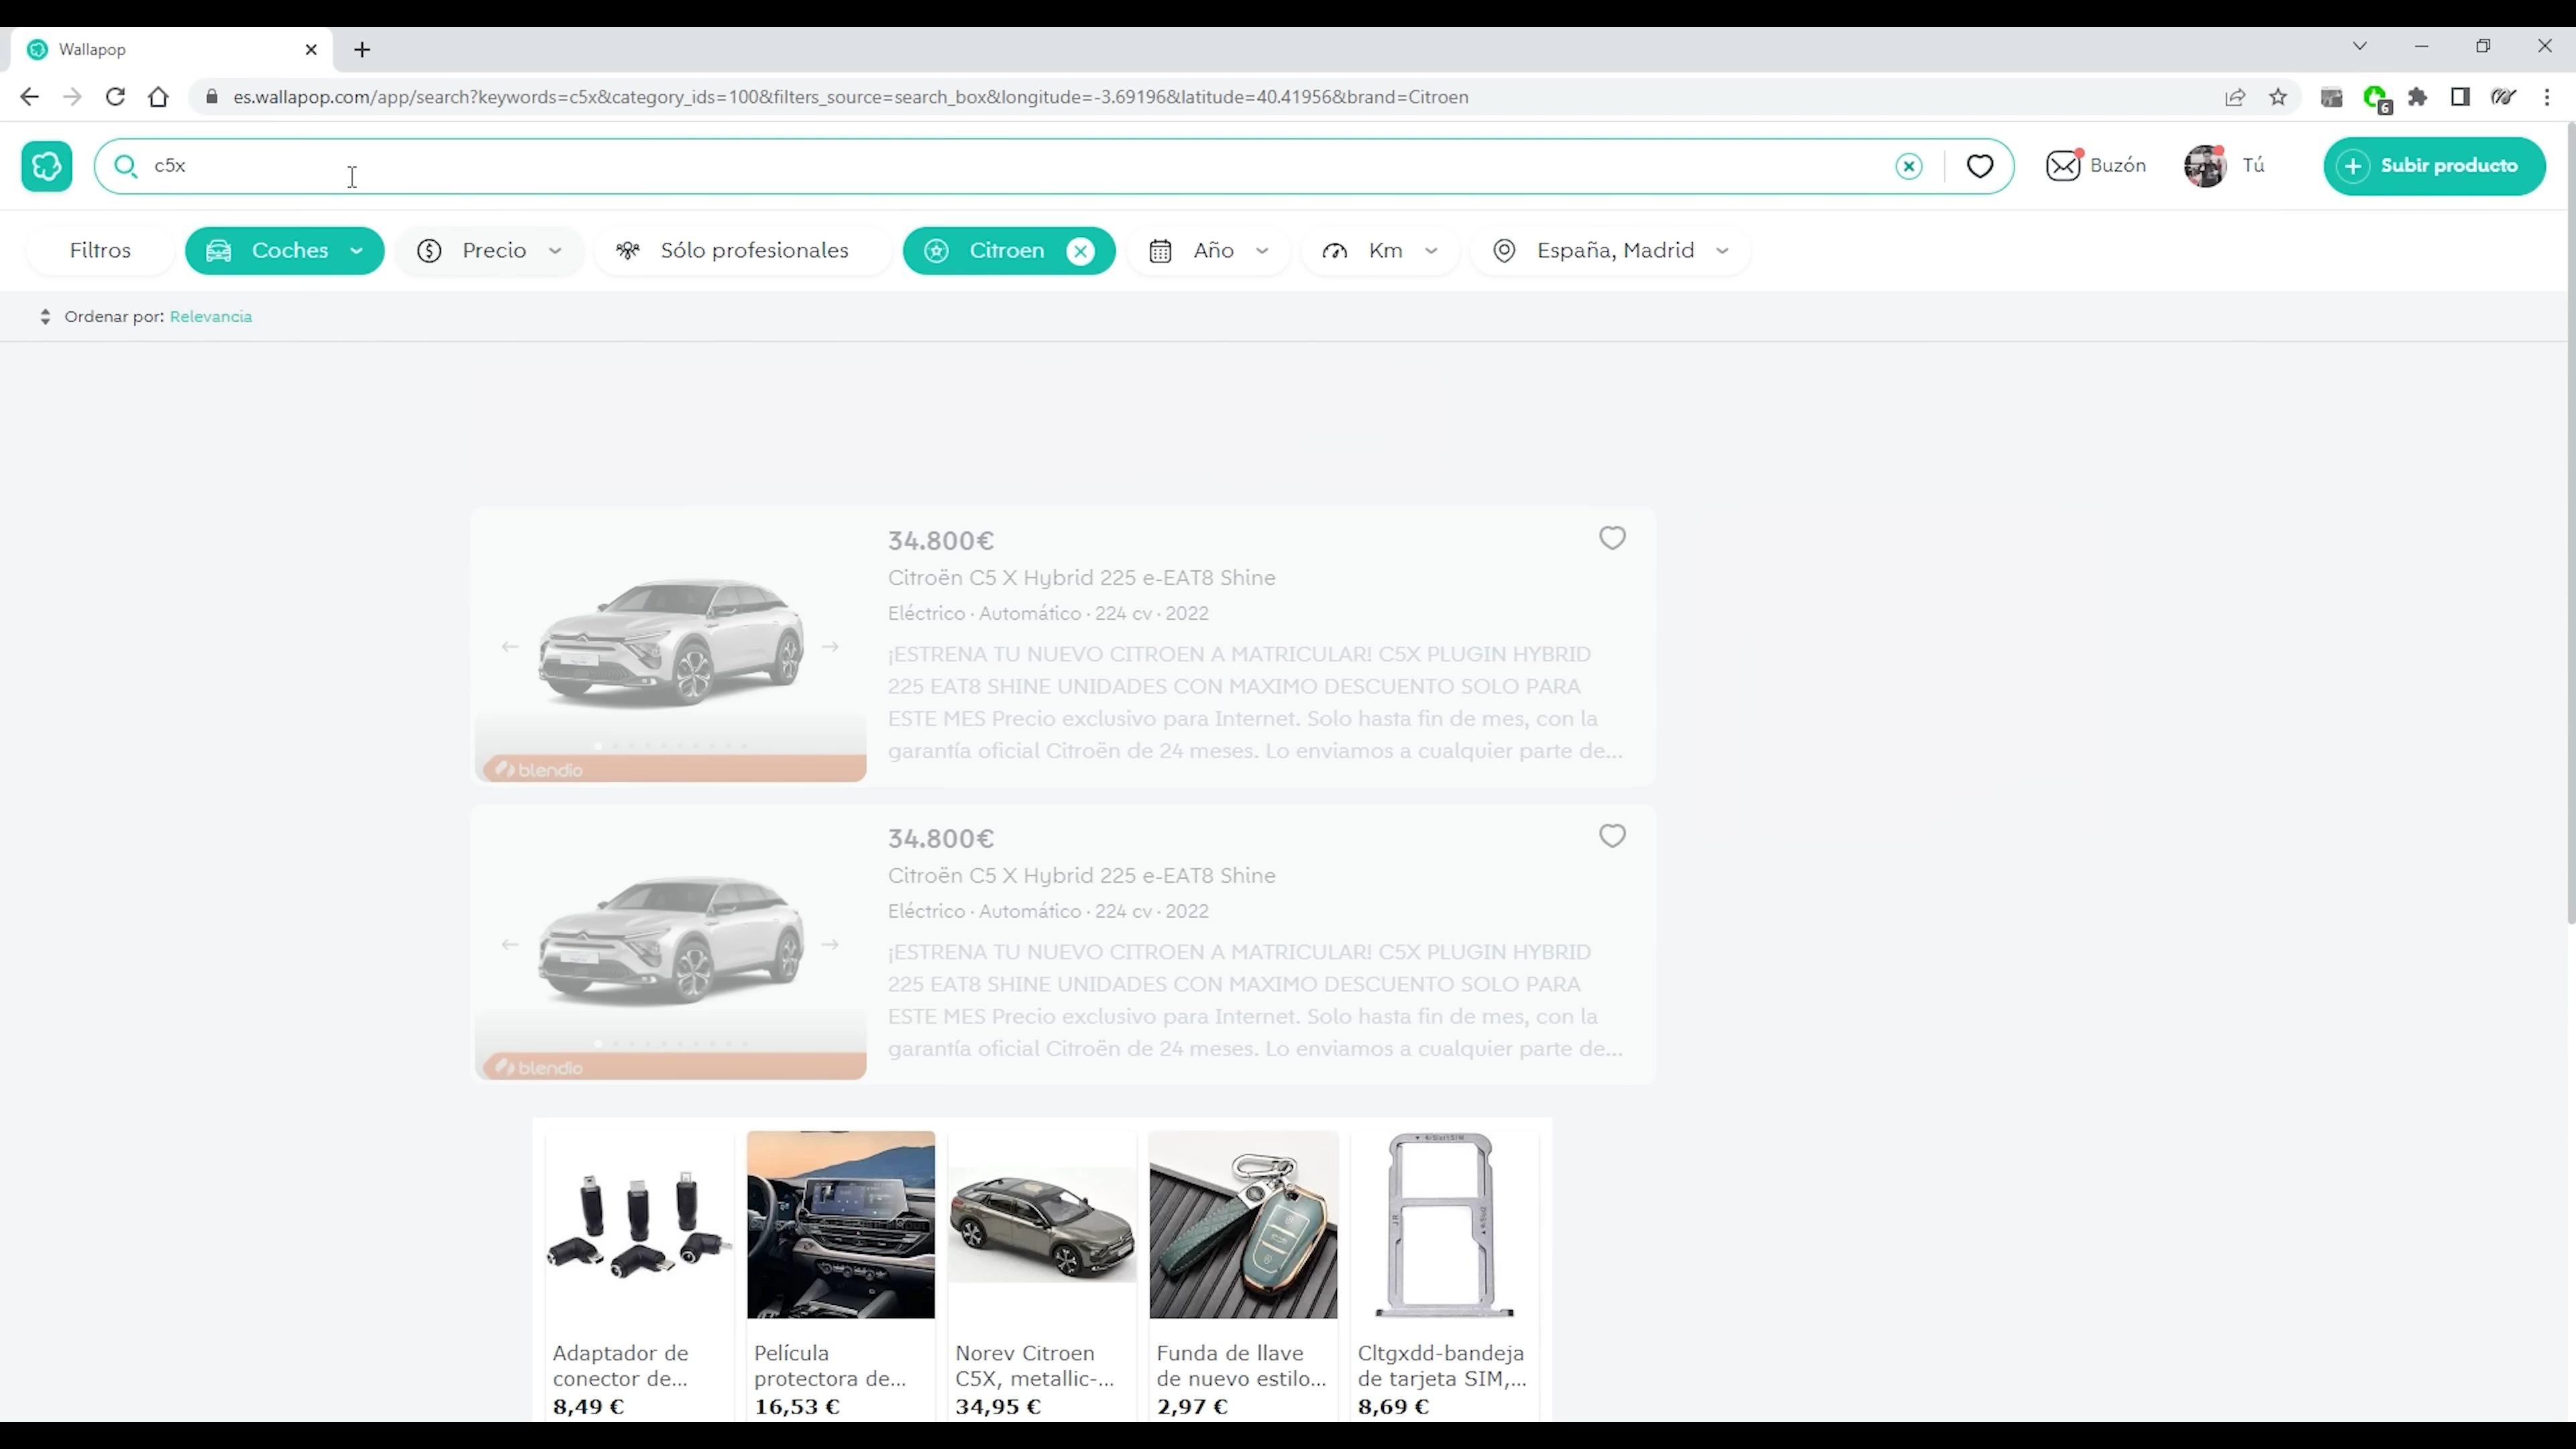 Wallapop
es.wallapop.com/app/search?keywords=c5x&category_ids=100&filters_source=search_box&longitude=-3.69196&latitude=40.41956&brand=Citroen
6
c5x
Buzón
Tú
Subir producto
Filtros
Coches
Precio
Sólo profesionales
Citroen
Año
Km
España, Madrid
Ordenar por: Relevancia
34.800€
Citroën C5 X Hybrid 225 e-EAT8 Shine
Eléctrico · Automático · 224 cv · 2022
¡ESTRENA TU NUEVO CITROEN A MATRICULAR! C5X PLUGIN HYBRID
225 EAT8 SHINE UNIDADES CON MAXIMO DESCUENTO SOLO PARA
ESTE MES Precio exclusivo para Internet. Solo hasta fin de mes, con la
garantía oficial Citroën de 24 meses. Lo enviamos a cualquier parte de...
blendio
34.800€
Citroën C5 X Hybrid 225 e-EAT8 Shine
Eléctrico · Automático · 224 cv · 2022
¡ESTRENA TU NUEVO CITROEN A MATRICULAR! C5X PLUGIN HYBRID
225 EAT8 SHINE UNIDADES CON MAXIMO DESCUENTO SOLO PARA
ESTE MES Precio exclusivo para Internet. Solo hasta fin de mes, con la
garantía oficial Citroën de 24 meses. Lo enviamos a cualquier parte de...
blendio
Adaptador de
conector de...
8,49 €
Película
protectora de...
16,53 €
Norev Citroen
C5X, metallic-...
34,95 €
Funda de llave
de nuevo estilo...
2,97 €
Cltgxdd-bandeja
de tarjeta SIM,...
8,69 €